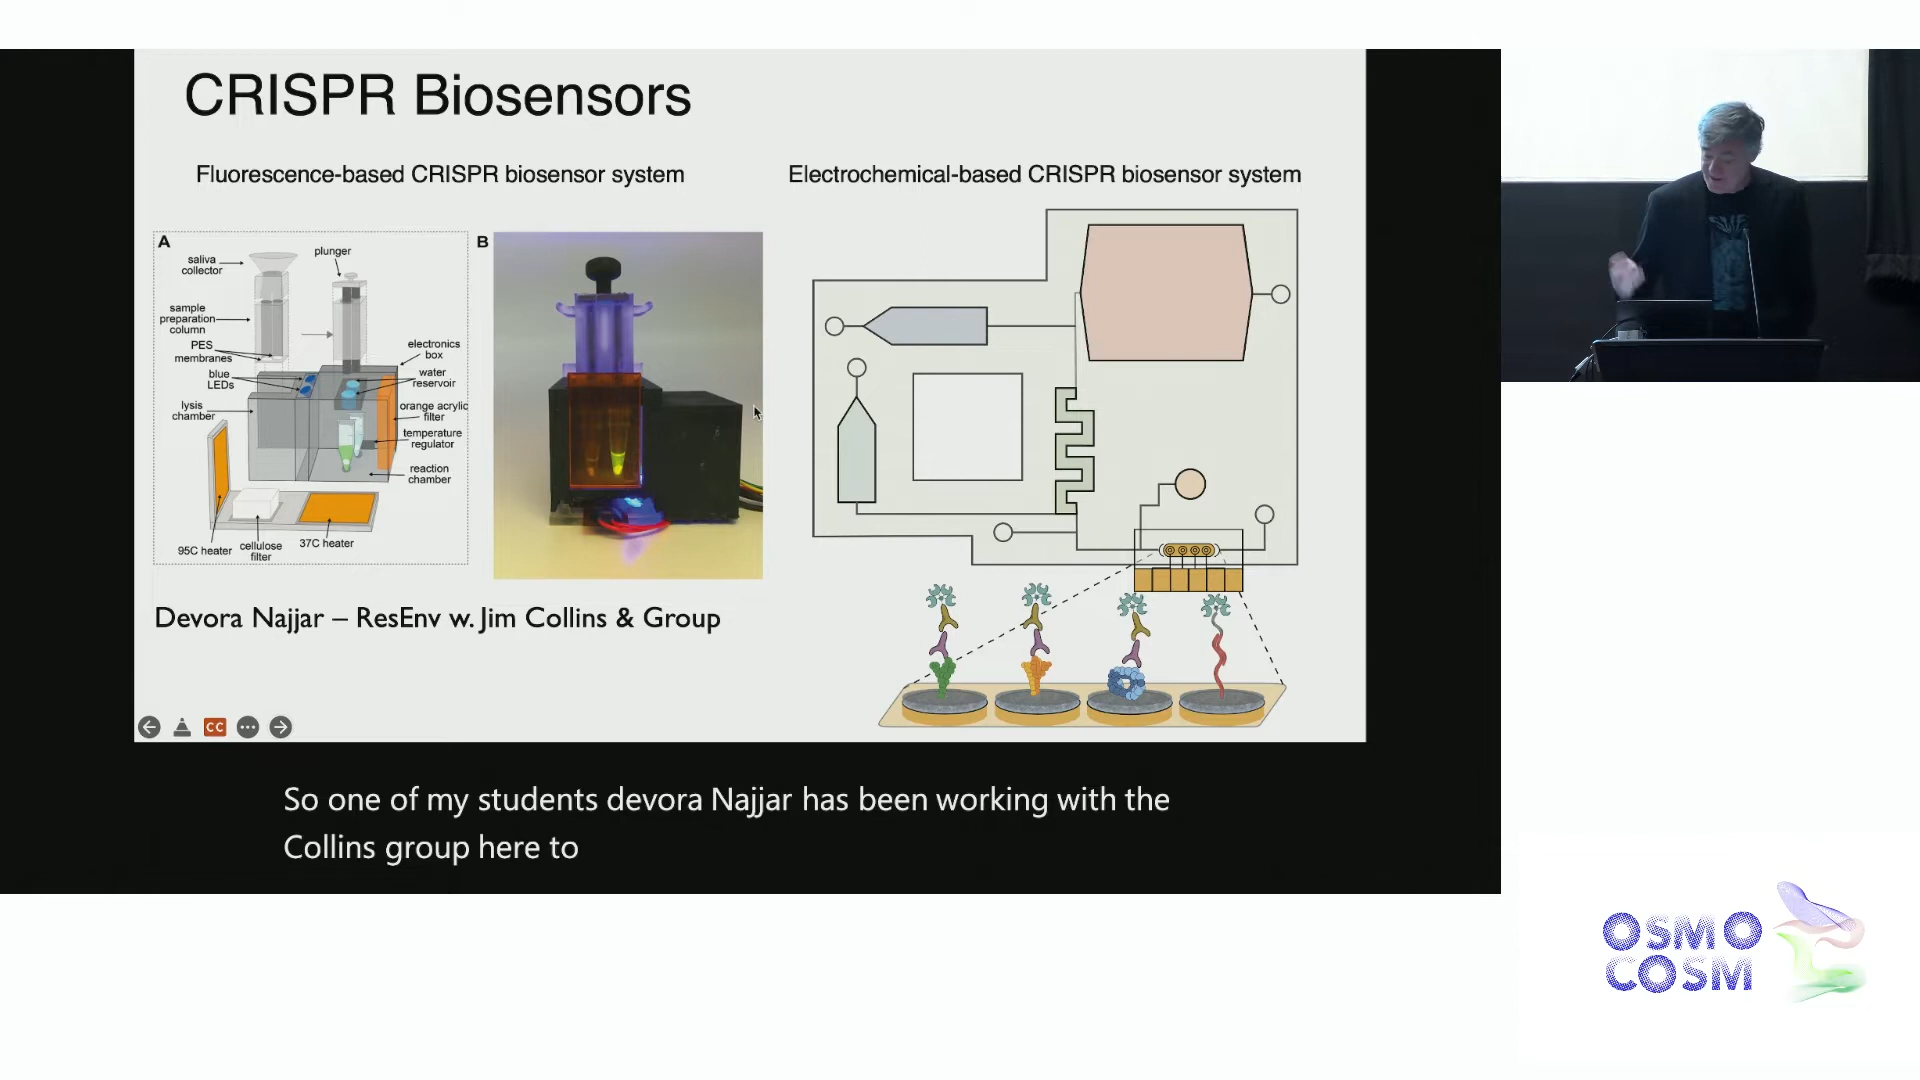 CRISPR Biosensors
Fluorescence-based CRISPR biosensor system
Electrochemical-based CRISPR biosensor system
A
saliva
collector
plunger
sample
preparation
column
PES
membranes
blue
LEDs
lysis
chamber
electronics
box
water
reservoir
orange acrylic
filter
temperature
regulator
reaction
chamber
95C heater
cellulose
filter
37C heater
B
Devora Najjar – ResEnv w. Jim Collins & Group
CC
So one of my students devora Najjar has been working with the
Collins group here to
OSMO
COSM